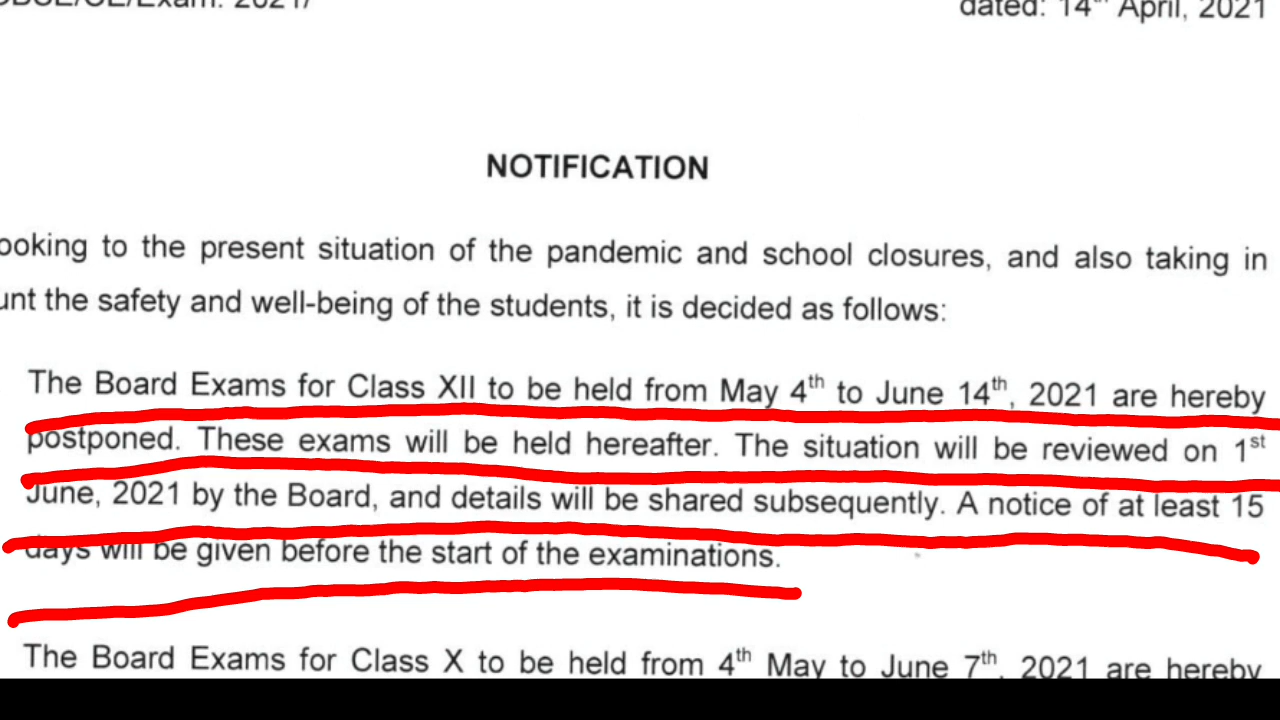 dated: 14th April, 2021
NOTIFICATION
ooking to the present situation of the pandemic and school closures, and also taking in
unt the safety and well-being of the students, it is decided as follows:
The Board Exams for Class XII to be held from May 4th to June 14th, 2021 are hereby
postponed. These exams will be held hereafter. The situation will be reviewed on 1st
June, 2021 by the Board, and details will be shared subsequently. A notice of at least 15
days will be given before the start of the examinations.
The Board Exams for Class X to be held from 4th May to June 7th, 2021 are hereby